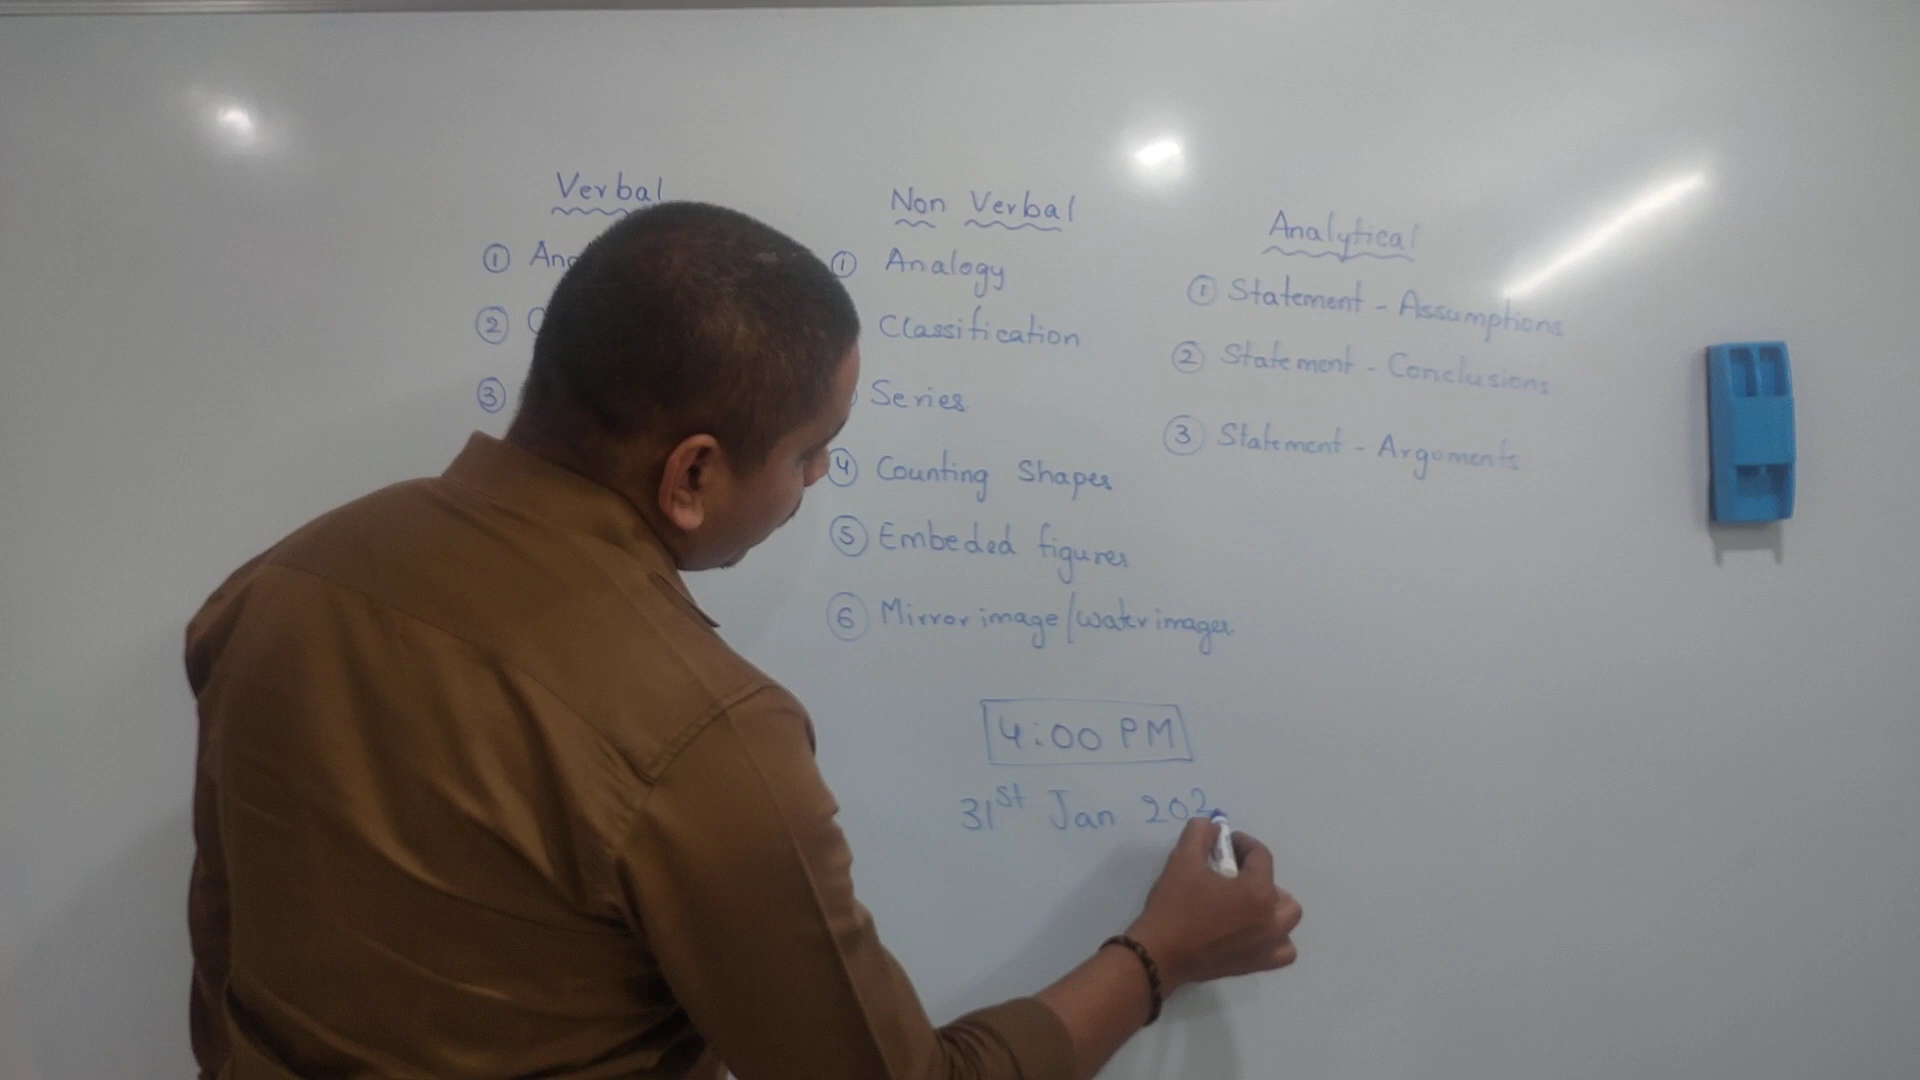 Verbal
①
②
③
Non Verbal
① Analogy
Classification
Series
④ Counting Shapes
⑤ Embeded figures
⑥ Mirror image/water images
Analytical
① Statement - Assumptions
② Statement - Conclusions
③ Statement - Arguments
4:00 PM
31st Jan 202